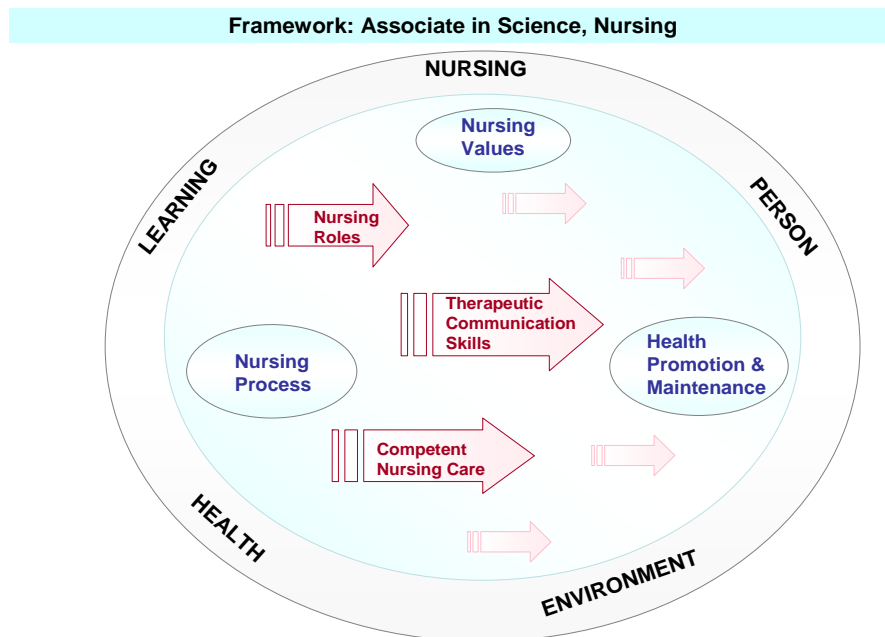 Framework: Associate in Science, Nursing
NURSING
Nursing
Values
LEARNING
PERSON
Nursing
Roles
Therapeutic
Communication
Skills
Health
Promotion &
Maintenance
Nursing
Process
Competent
Nursing Care
HEALTH
ENVIRONMENT